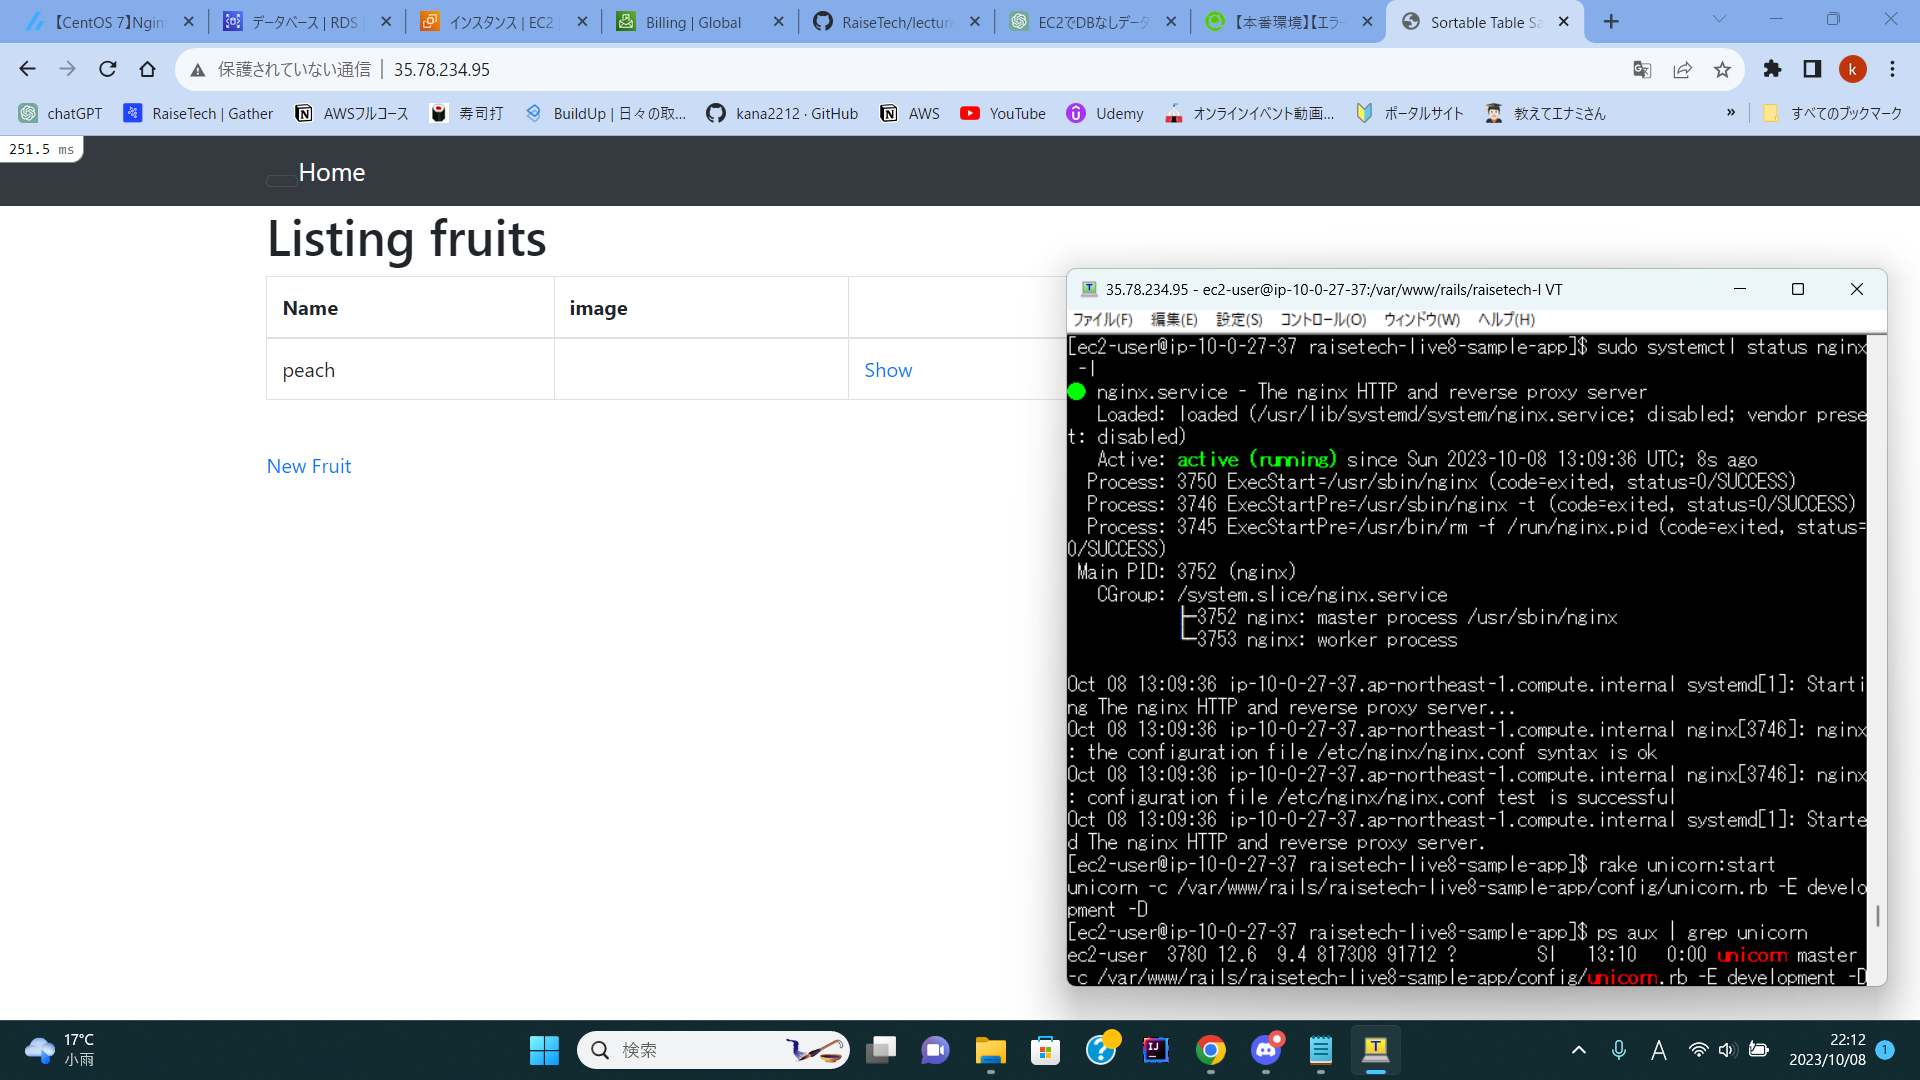 【CentOS 7】Ngin
データベース | RDS
インスタンス | EC2
Billing | Global
RaiseTech/lecture
EC2でDBなしデータ
【本番環境】【エラー
Sortable Table Sa
保護されていない通信 | 35.78.234.95
k
chatGPT
RaiseTech | Gather
AWSフルコース
寿司打
BuildUp | 日々の取...
kana2212 · GitHub
AWS
YouTube
Udemy
オンラインイベント動画...
ポータルサイト
教えてエナミさん
»
すべてのブックマーク
251.5 ms
Home
Listing fruits
Name image
peach Show
New Fruit
35.78.234.95 - ec2-user@ip-10-0-27-37:/var/www/rails/raisetech-l VT
ファイル(F) 編集(E) 設定(S) コントロール(O) ウィンドウ(W) ヘルプ(H)
[ec2-user@ip-10-0-27-37 raisetech-live8-sample-app]$ sudo systemctl status nginx
 -l
● nginx.service - The nginx HTTP and reverse proxy server
Loaded: loaded (/usr/lib/systemd/system/nginx.service; disabled; vendor prese
t: disabled)
Active: active (running) since Sun 2023-10-08 13:09:36 UTC; 8s ago
Process: 3750 ExecStart=/usr/sbin/nginx (code=exited, status=0/SUCCESS)
Process: 3746 ExecStartPre=/usr/sbin/nginx -t (code=exited, status=0/SUCCESS)
Process: 3745 ExecStartPre=/usr/bin/rm -f /run/nginx.pid (code=exited, status=
0/SUCCESS)
Main PID: 3752 (nginx)
CGroup: /system.slice/nginx.service
├─3752 nginx: master process /usr/sbin/nginx
└─3753 nginx: worker process
Oct 08 13:09:36 ip-10-0-27-37.ap-northeast-1.compute.internal systemd[1]: Starti
ng The nginx HTTP and reverse proxy server...
Oct 08 13:09:36 ip-10-0-27-37.ap-northeast-1.compute.internal nginx[3746]: nginx
: the configuration file /etc/nginx/nginx.conf syntax is ok
Oct 08 13:09:36 ip-10-0-27-37.ap-northeast-1.compute.internal nginx[3746]: nginx
: configuration file /etc/nginx/nginx.conf test is successful
Oct 08 13:09:36 ip-10-0-27-37.ap-northeast-1.compute.internal systemd[1]: Starte
d The nginx HTTP and reverse proxy server.
[ec2-user@ip-10-0-27-37 raisetech-live8-sample-app]$ rake unicorn:start
unicorn -c /var/www/rails/raisetech-live8-sample-app/config/unicorn.rb -E develo
pment -D
[ec2-user@ip-10-0-27-37 raisetech-live8-sample-app]$ ps aux | grep unicorn
ec2-user 3780 12.6 9.4 817308 91712 ? Sl 13:10 0:00 unicorn master
-c /var/www/rails/raisetech-live8-sample-app/config/unicorn.rb -E development -D
17°C
小雨
検索
A
22:12
2023/10/08
1